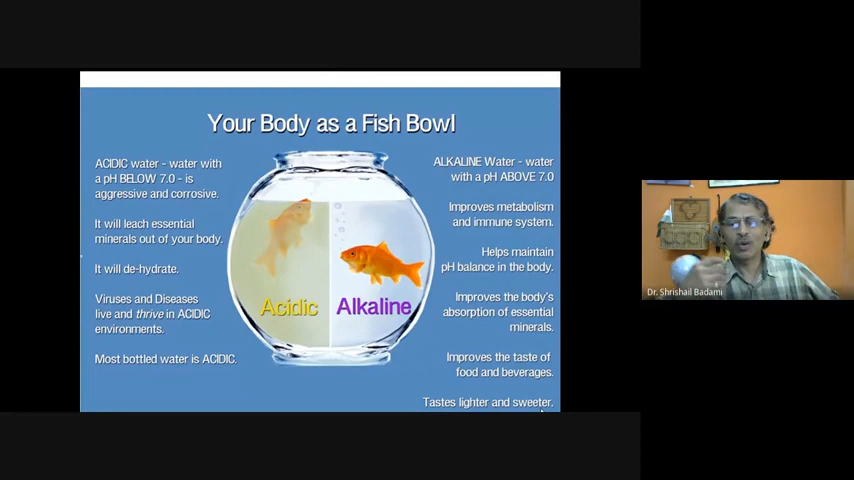 Your Body as a Fish Bowl
ACIDIC water - water with
a pH BELOW 7.0 - is
aggressive and corrosive.
It will leach essential
minerals out of your body.
It will de-hydrate.
Viruses and Diseases
live and thrive in ACIDIC
environments.
Most bottled water is ACIDIC.
Acidic
Alkaline
ALKALINE Water - water
with a pH ABOVE 7.0
Improves metabolism
and immune system.
Helps maintain
pH balance in the body.
Improves the body's
absorption of essential
minerals.
Improves the taste of
food and beverages.
Tastes lighter and sweeter.
Dr. Shrishail Badami